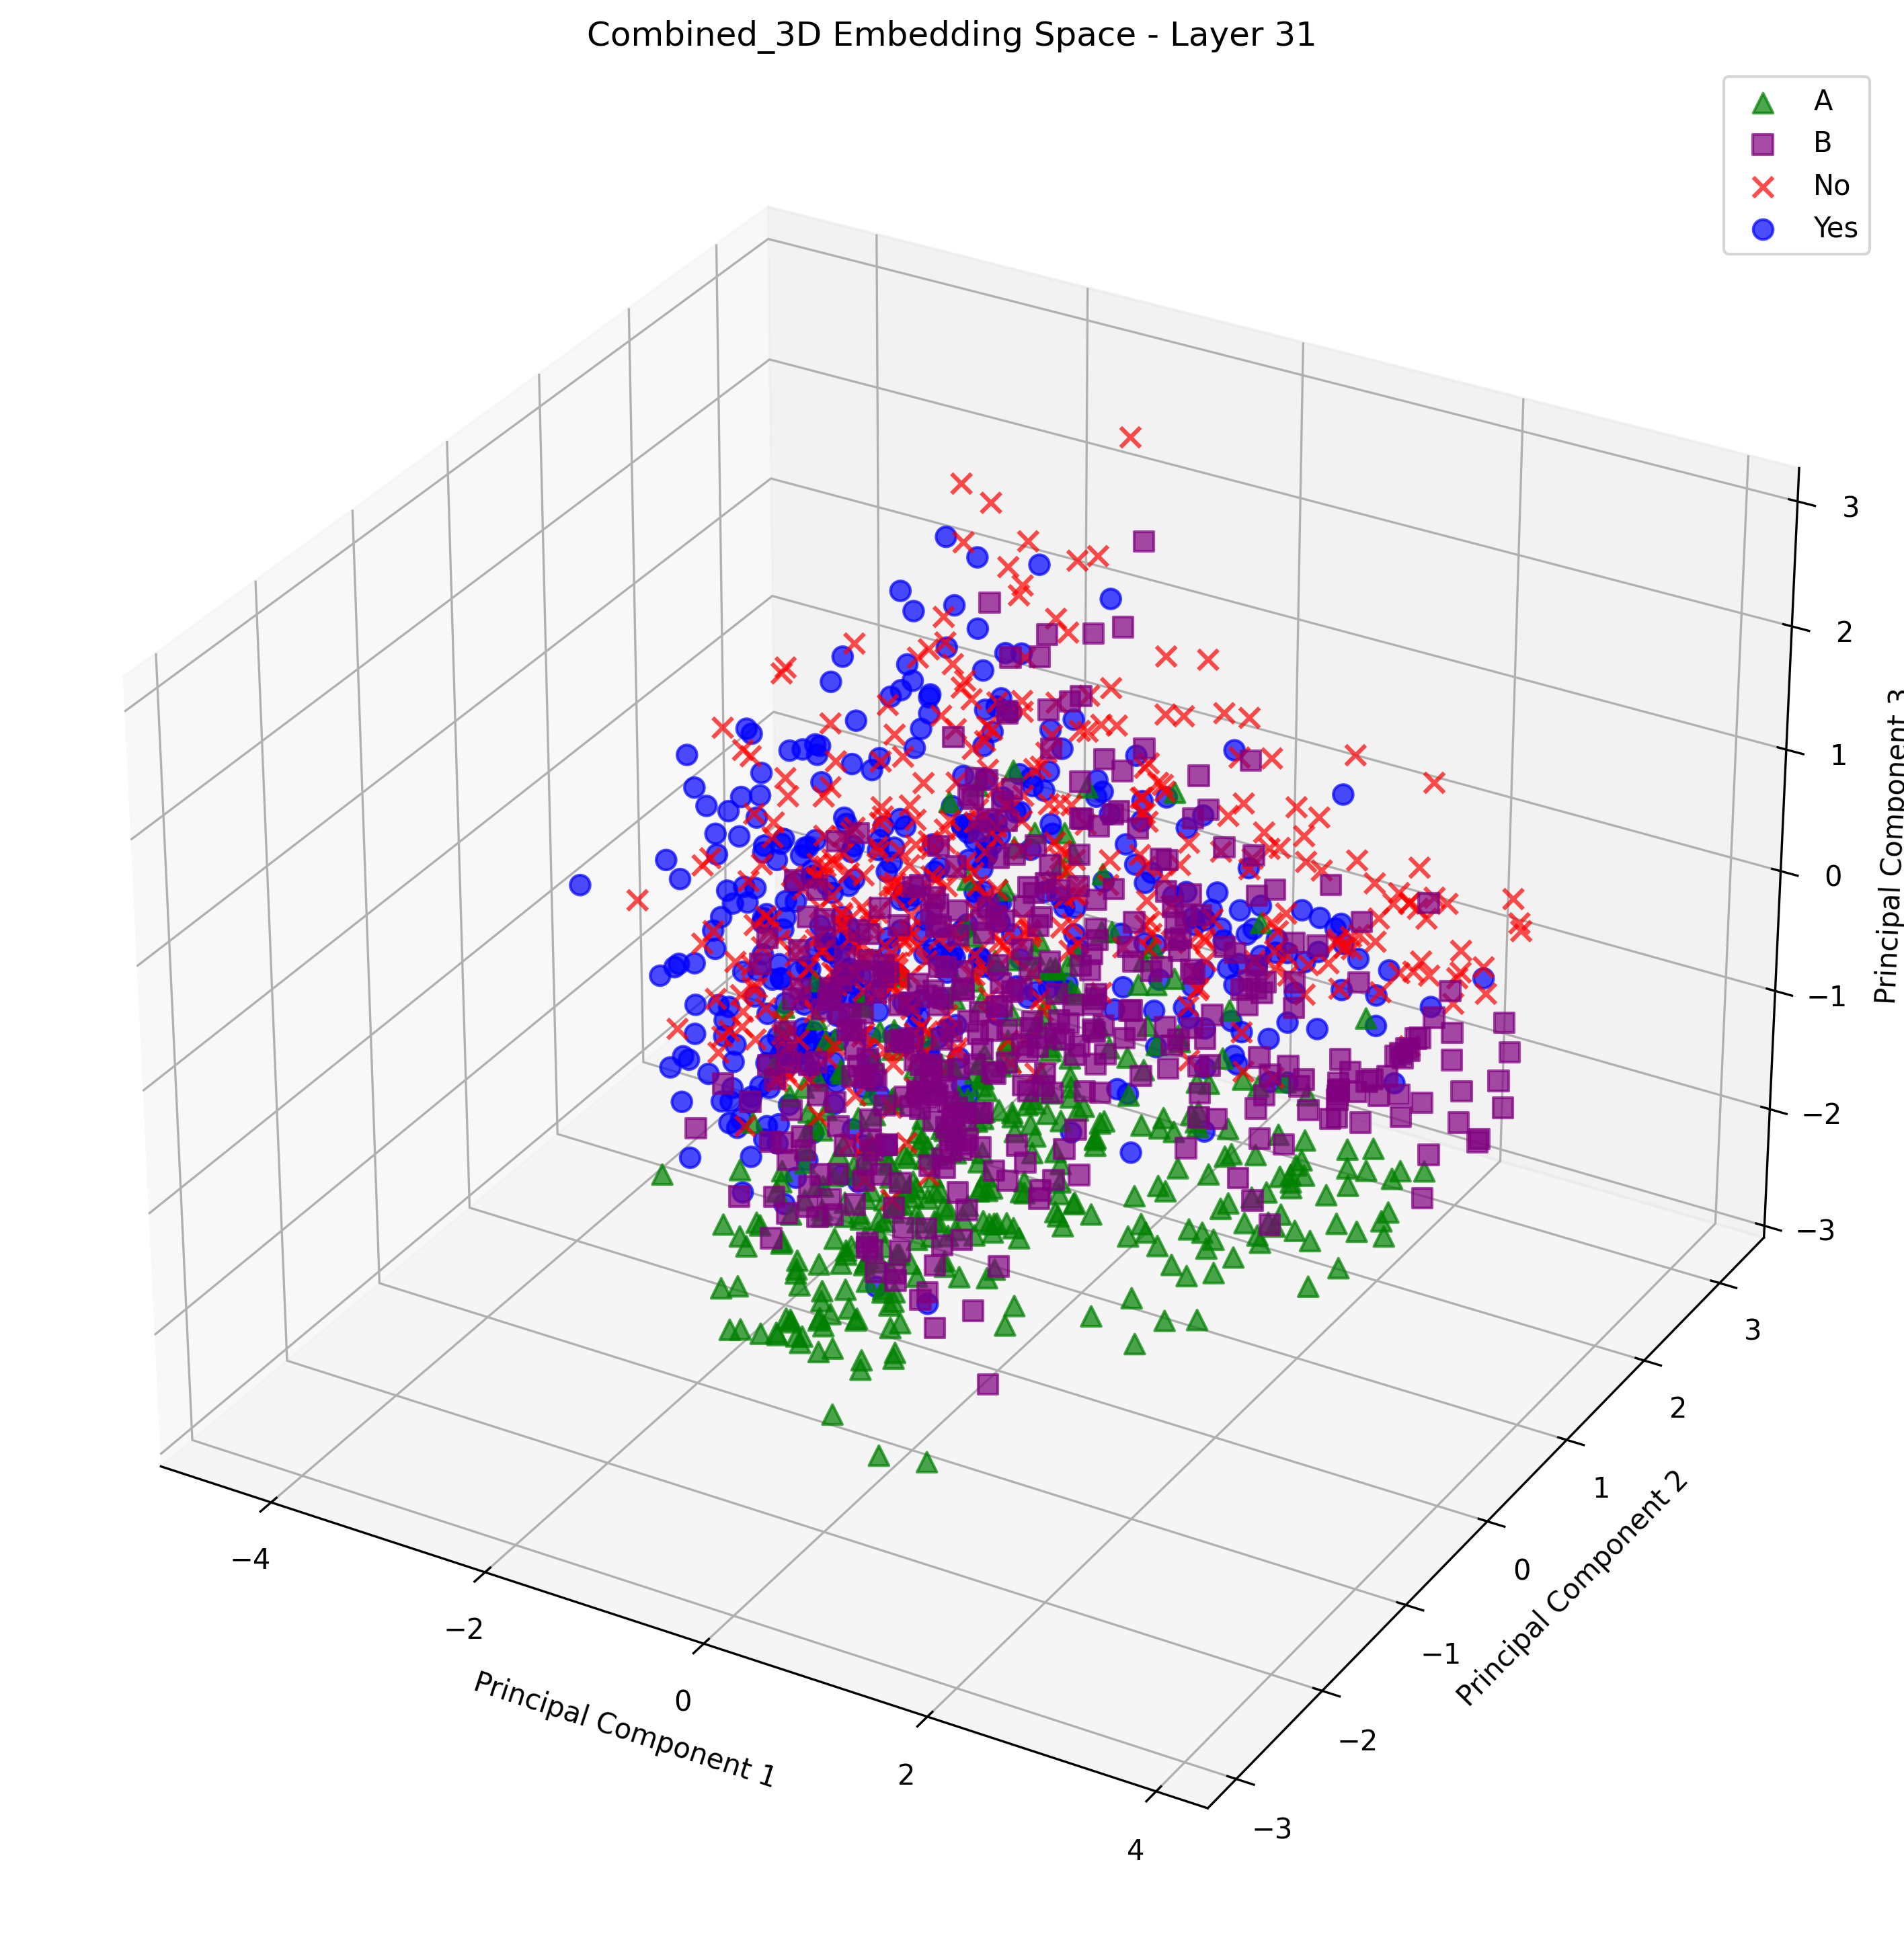 Combined_3D Embedding Space - Layer 31
A
B
No
Yes
3
2
1
0
−1
−2
−3
Principal Component 3
3
2
1
0
−1
−2
−3
Principal Component 2
−4
−2
0
2
4
Principal Component 1